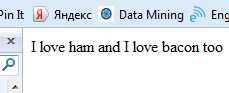 Pin It Яндекс Data Mining Eng
I love ham and I love bacon too